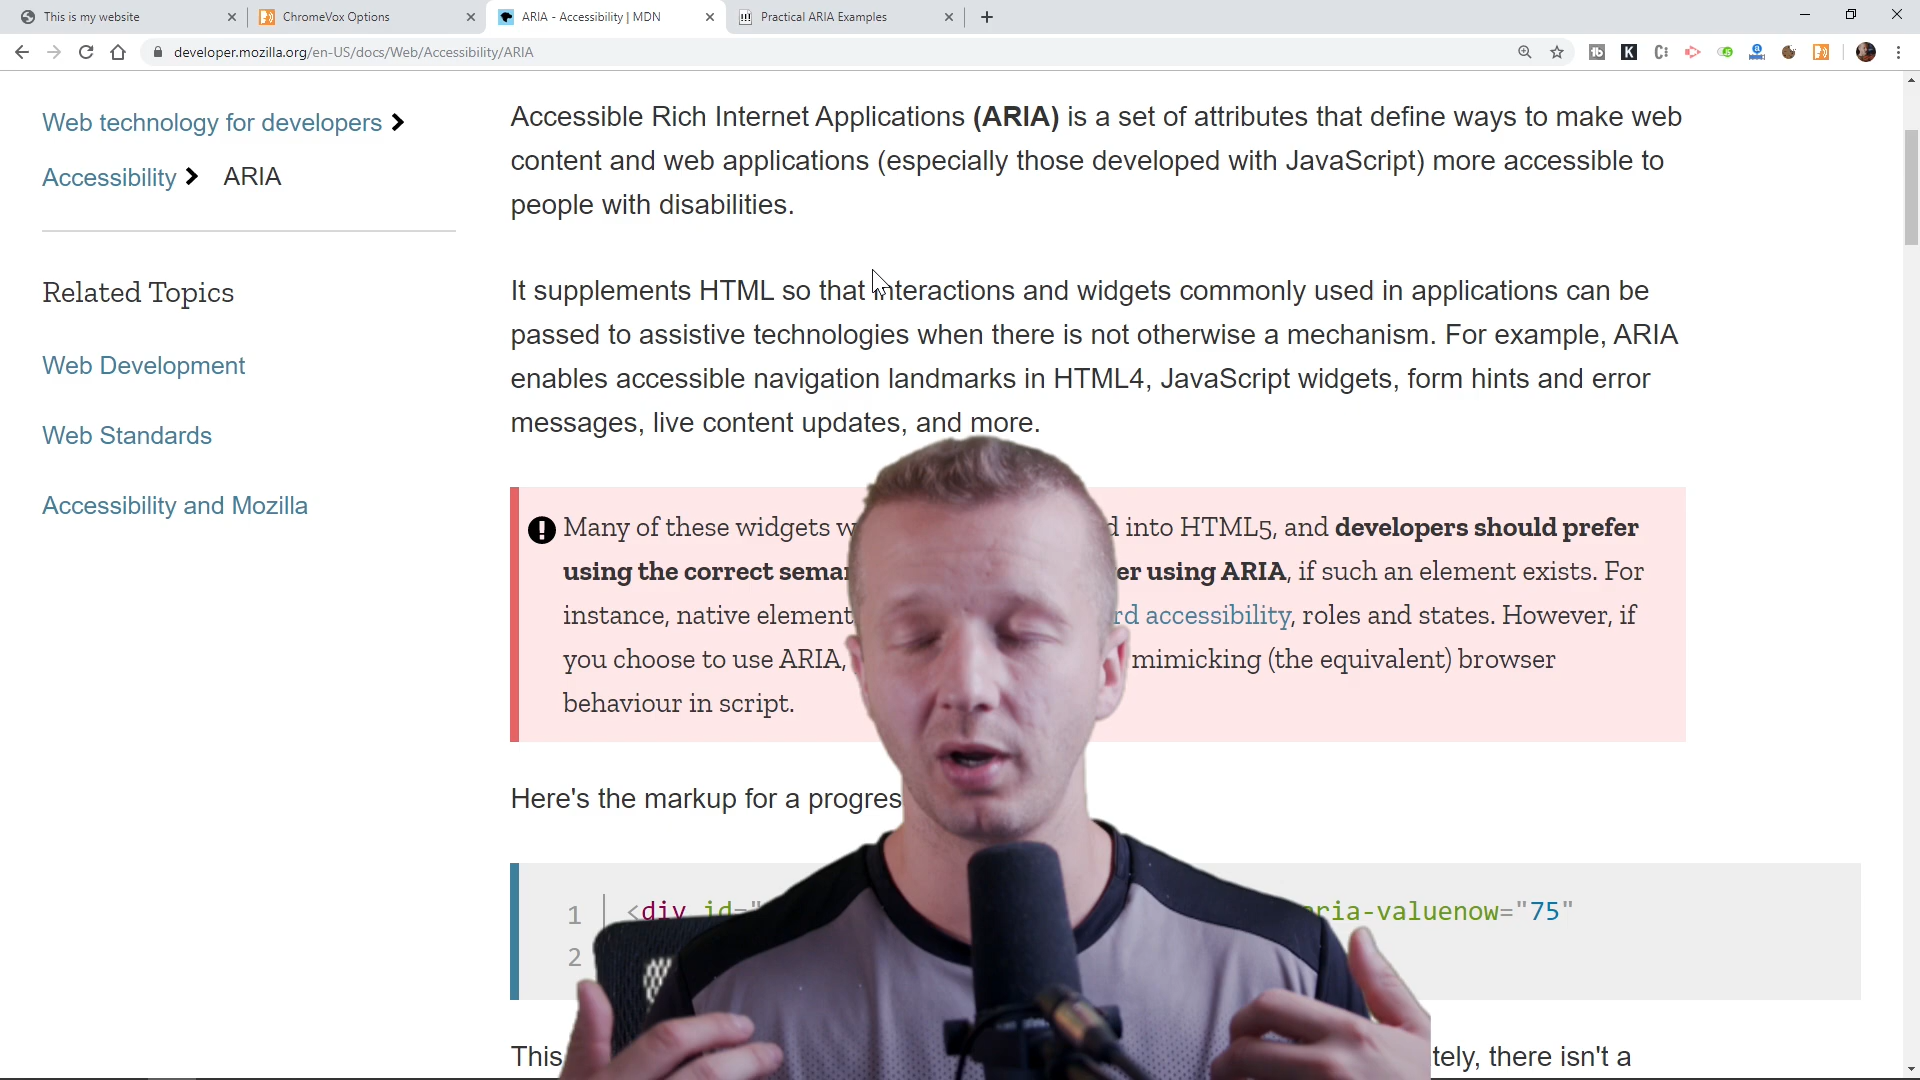 This is my website
ChromeVox Options
ARIA - Accessibility | MDN
Practical ARIA Examples
developer.mozilla.org/en-US/docs/Web/Accessibility/ARIA
Web technology for developers
Accessibility
ARIA
Related Topics
Web Development
Web Standards
Accessibility and Mozilla
Accessible Rich Internet Applications (ARIA) is a set of attributes that define ways to make web
content and web applications (especially those developed with JavaScript) more accessible to
people with disabilities.
It supplements HTML so that interactions and widgets commonly used in applications can be
passed to assistive technologies when there is not otherwise a mechanism. For example, ARIA
enables accessible navigation landmarks in HTML4, JavaScript widgets, form hints and error
messages, live content updates, and more.
Many of these widgets into HTML5, and developers should prefer
using the correct using ARIA, if such an element exists. For
instance, native accessibility, roles and states. However, if
you choose to use ARIA, mimicking (the equivalent) browser
behaviour in script.
Here's the markup for a
1 <div id=" aria-valuenow="75"
2
This there isn't a